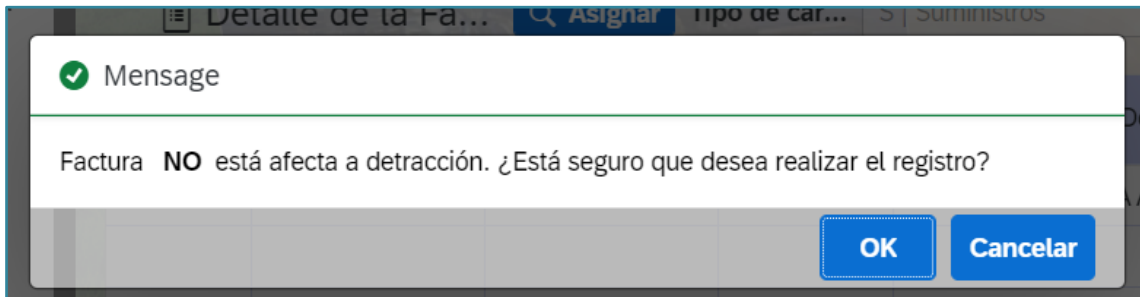 Detalle de la Fa... Asignar Tipo de car... S | Suministros
Message
Factura NO está afecta a detracción. ¿Está seguro que desea realizar el registro?
OK Cancelar